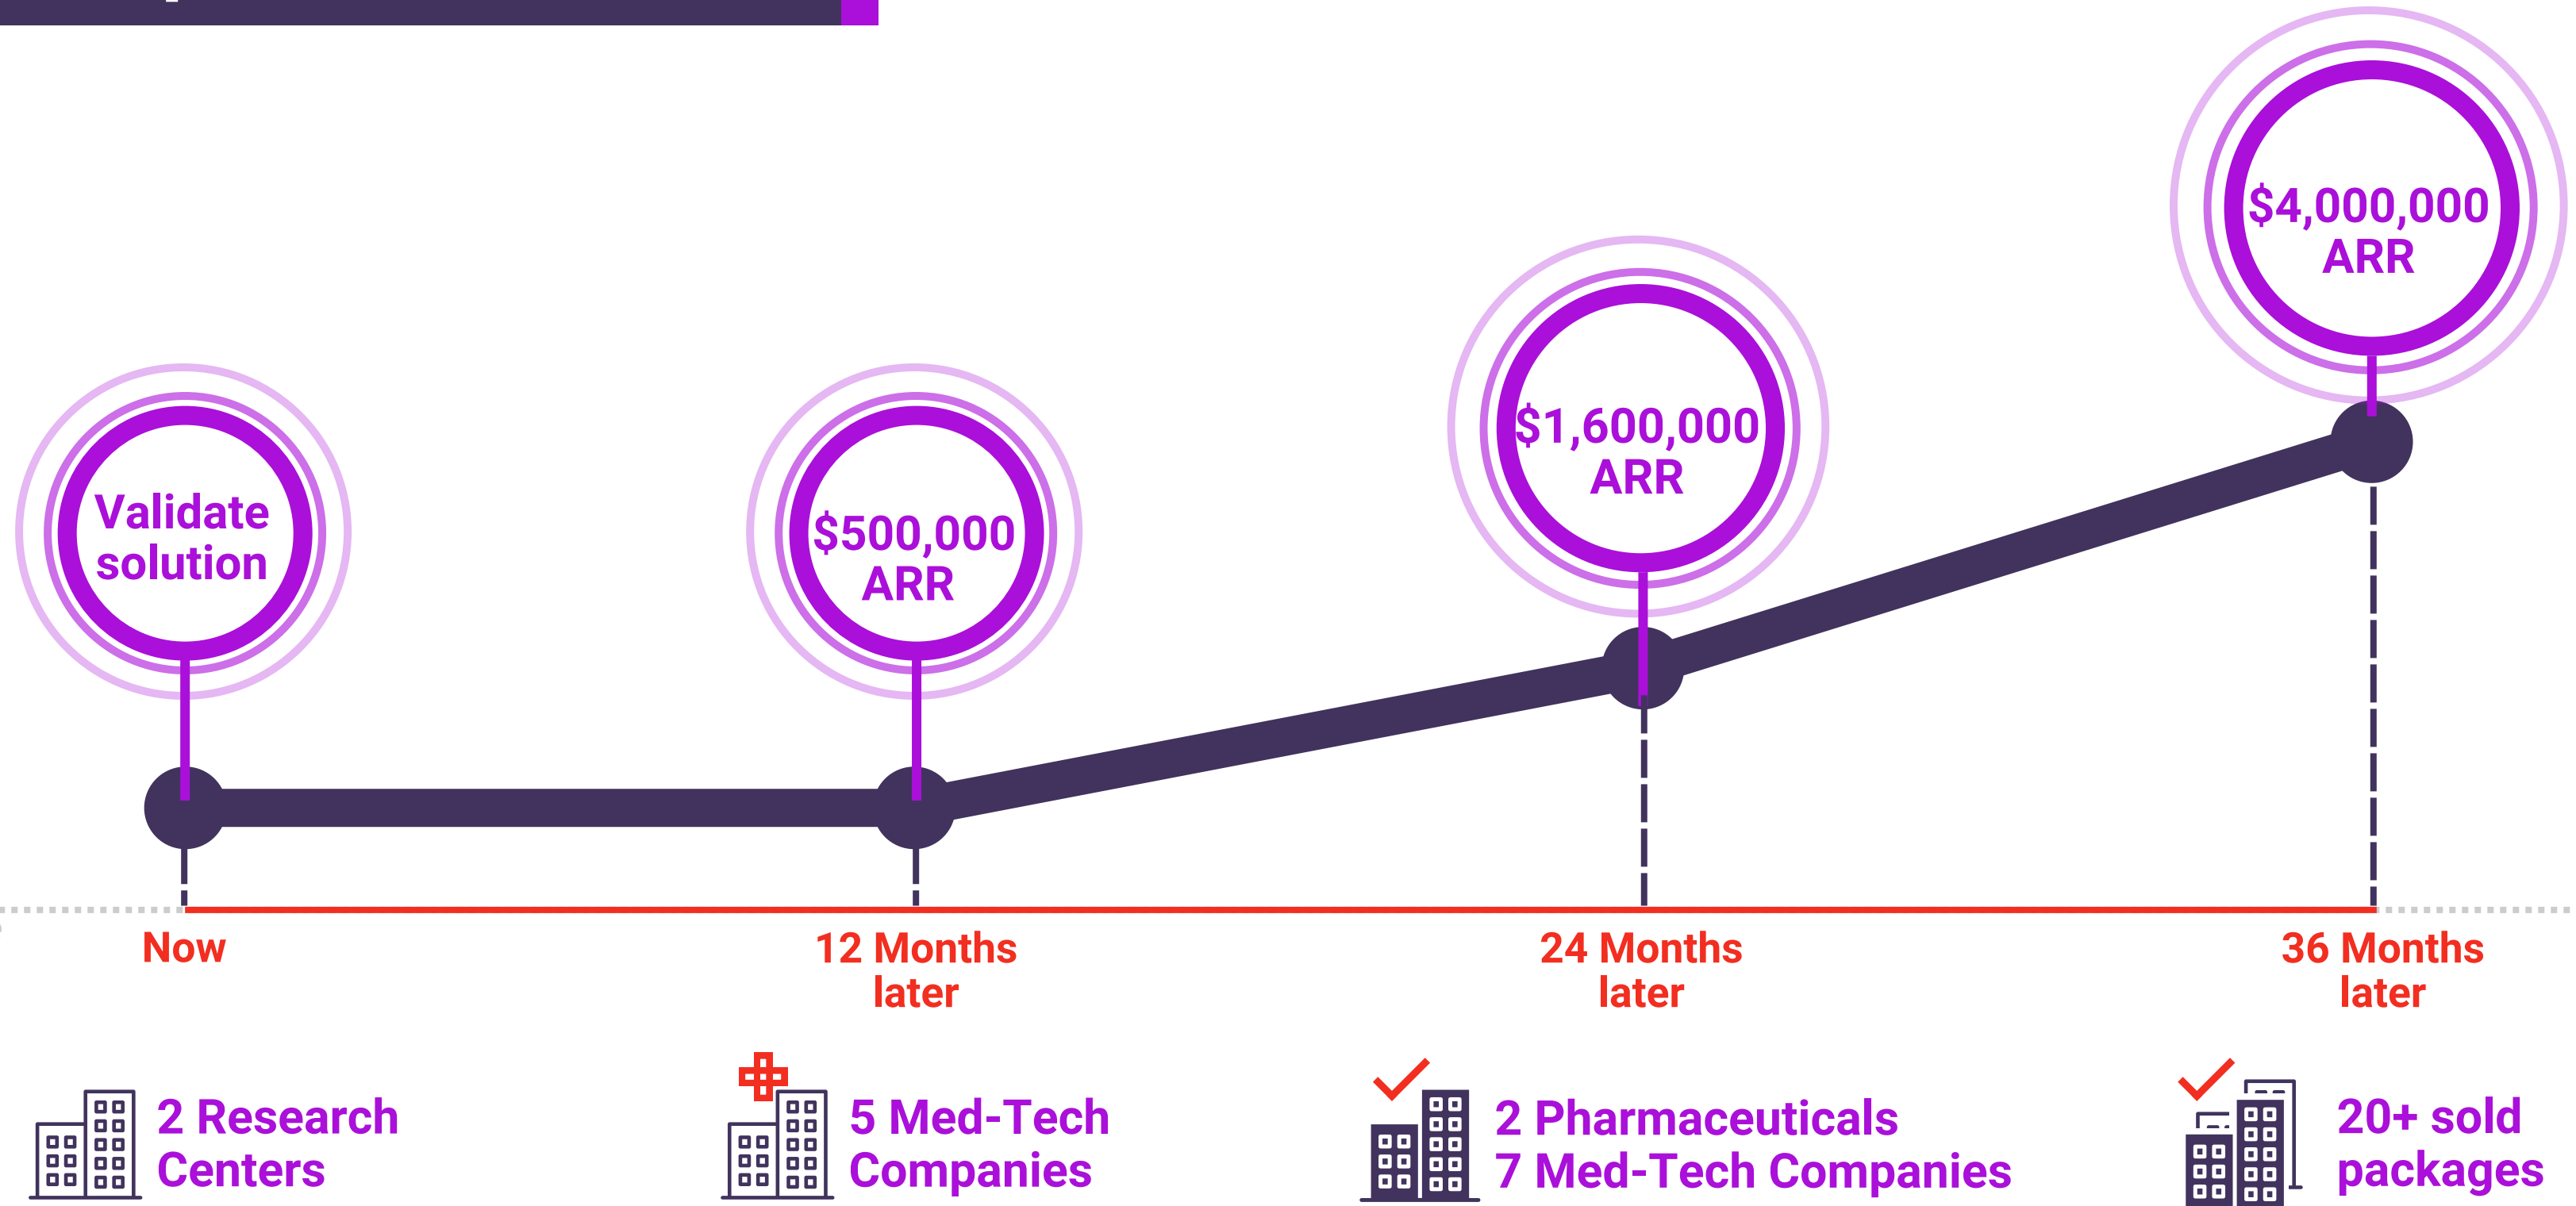 Validate
solution
$500,000
ARR
$1,600,000
ARR
$4,000,000
ARR
Now
12 Months
later
24 Months
later
36 Months
later
2 Research
Centers
5 Med-Tech
Companies
2 Pharmaceuticals
7 Med-Tech Companies
20+ sold
packages